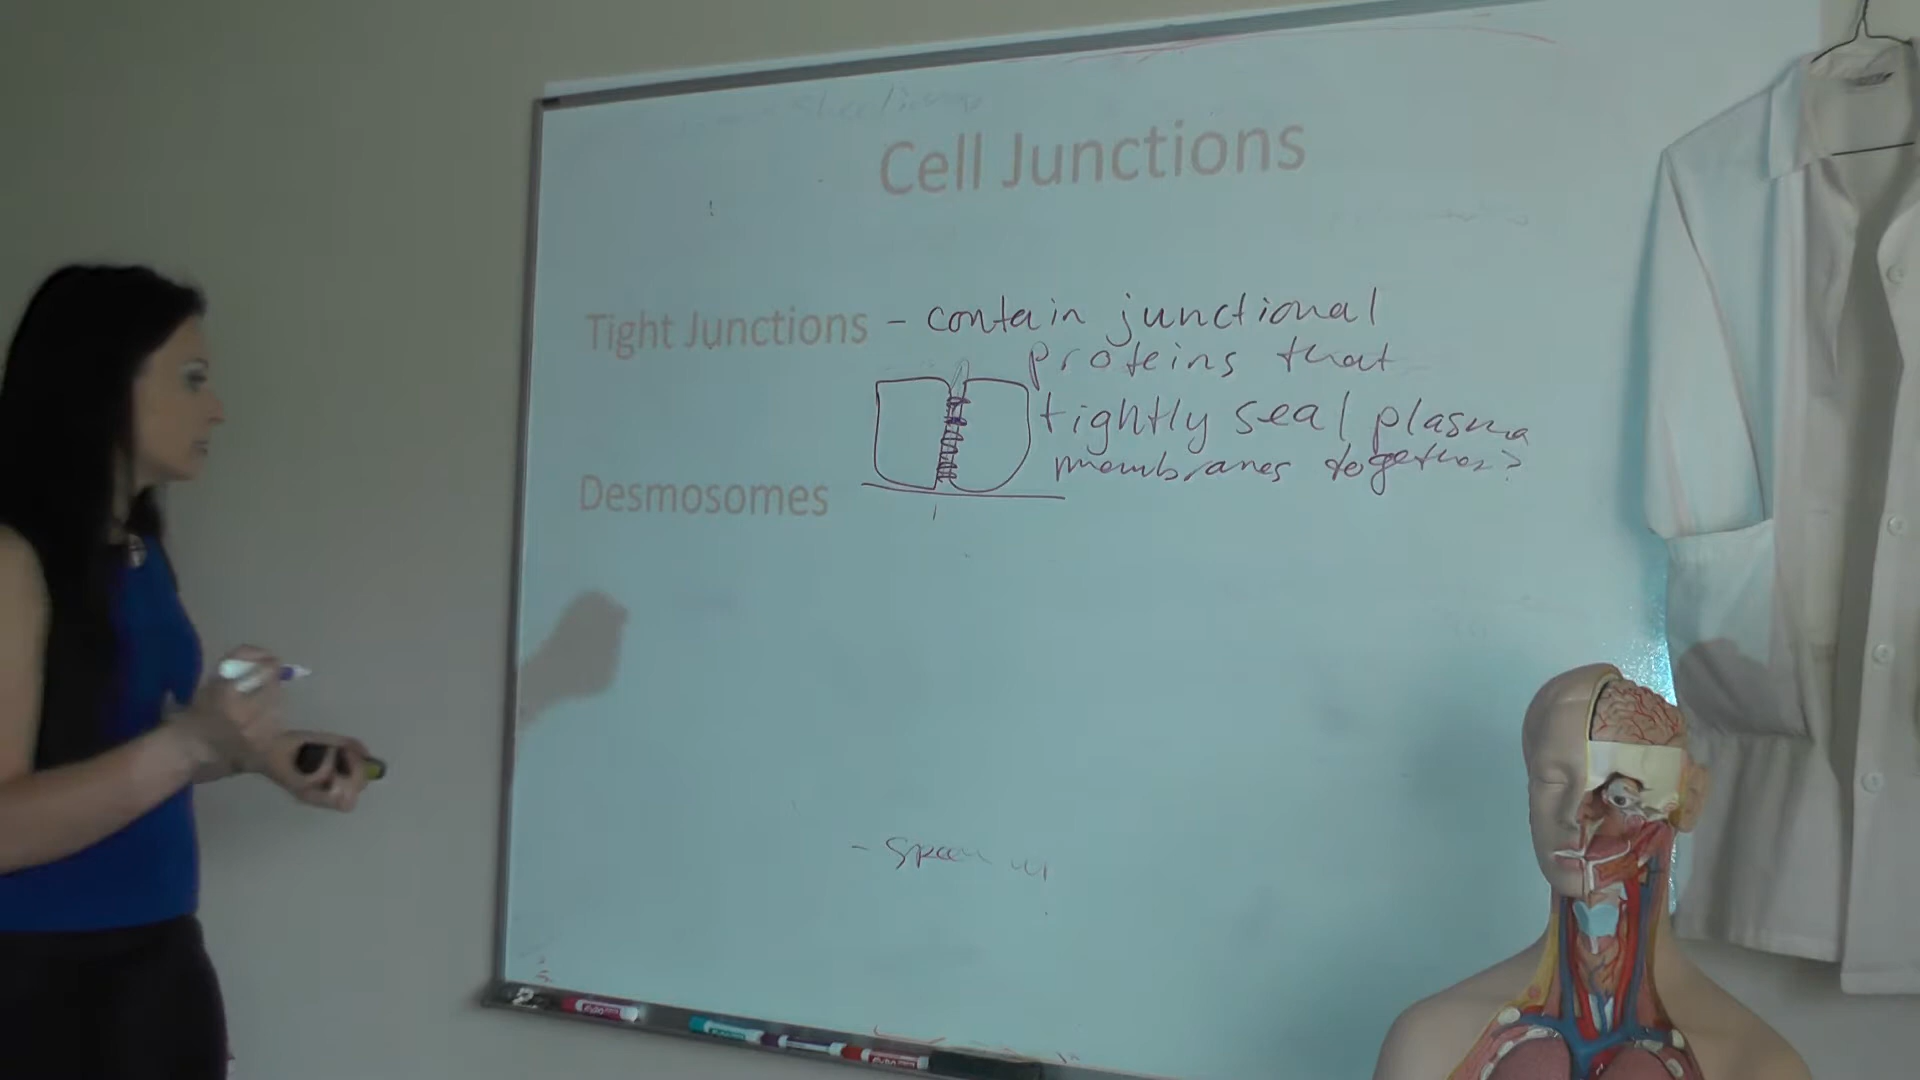 Cell Junctions
Tight Junctions - contain junctional
proteins that
tightly seal plasma
membranes together
Desmosomes